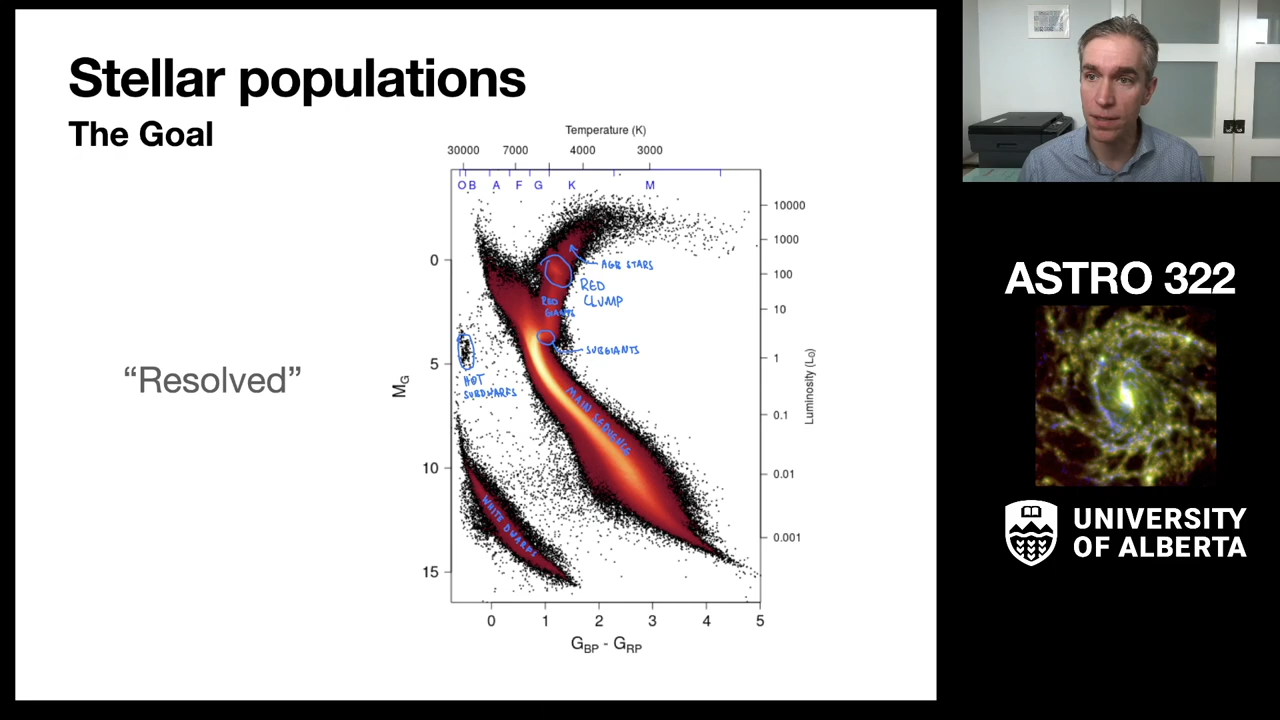 Stellar populations
The Goal
“Resolved”
Temperature (K)
30000 7000 4000 3000
O B A F G K M
10000
1000
100
10
1
0.1
0.01
0.001
Luminosity (L⊙)
0
5
10
15
M_G
AGB STARS
RED
CLUMP
RED
GIANTS
SUBGIANTS
HOT
SUBDWARFS
MAIN SEQUENCE
WHITE DWARFS
0 1 2 3 4 5
G_BP - G_RP
ASTRO 322
UNIVERSITY
OF ALBERTA